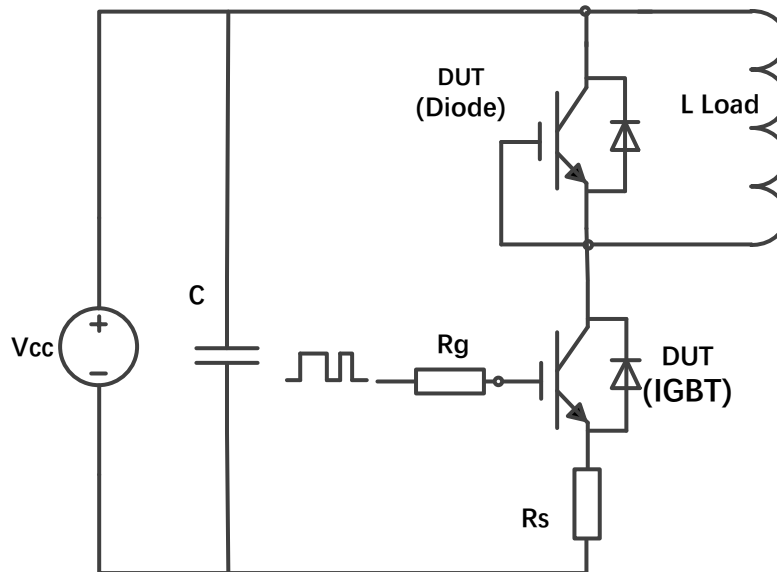 DUT
(Diode)
L Load
C
Vcc
+
−
Rg
DUT
(IGBT)
Rs